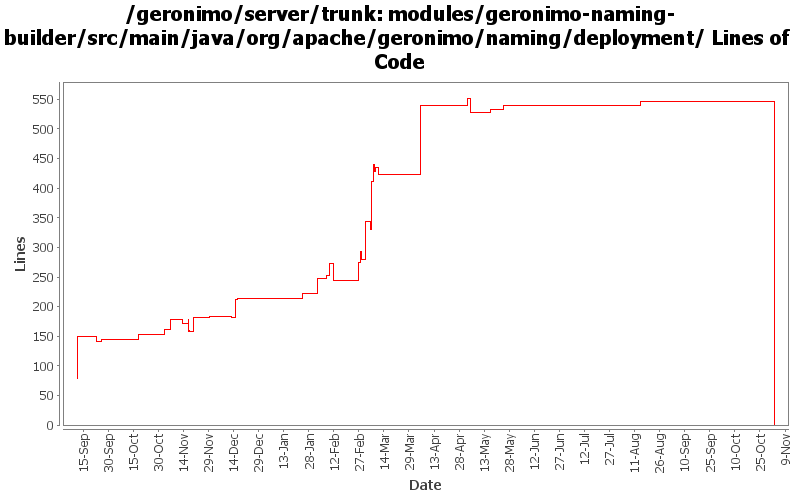 /geronimo/server/trunk: modules/geronimo-naming-
builder/src/main/java/org/apache/geronimo/naming/deployment/ Lines of
Code
Lines
550
500
450
400
350
300
250
200
150
100
50
0
15-Sep
30-Sep
15-Oct
30-Oct
14-Nov
29-Nov
14-Dec
29-Dec
13-Jan
28-Jan
12-Feb
27-Feb
14-Mar
29-Mar
13-Apr
28-Apr
13-May
28-May
12-Jun
27-Jun
12-Jul
27-Jul
11-Aug
26-Aug
10-Sep
25-Sep
10-Oct
25-Oct
9-Nov
Date